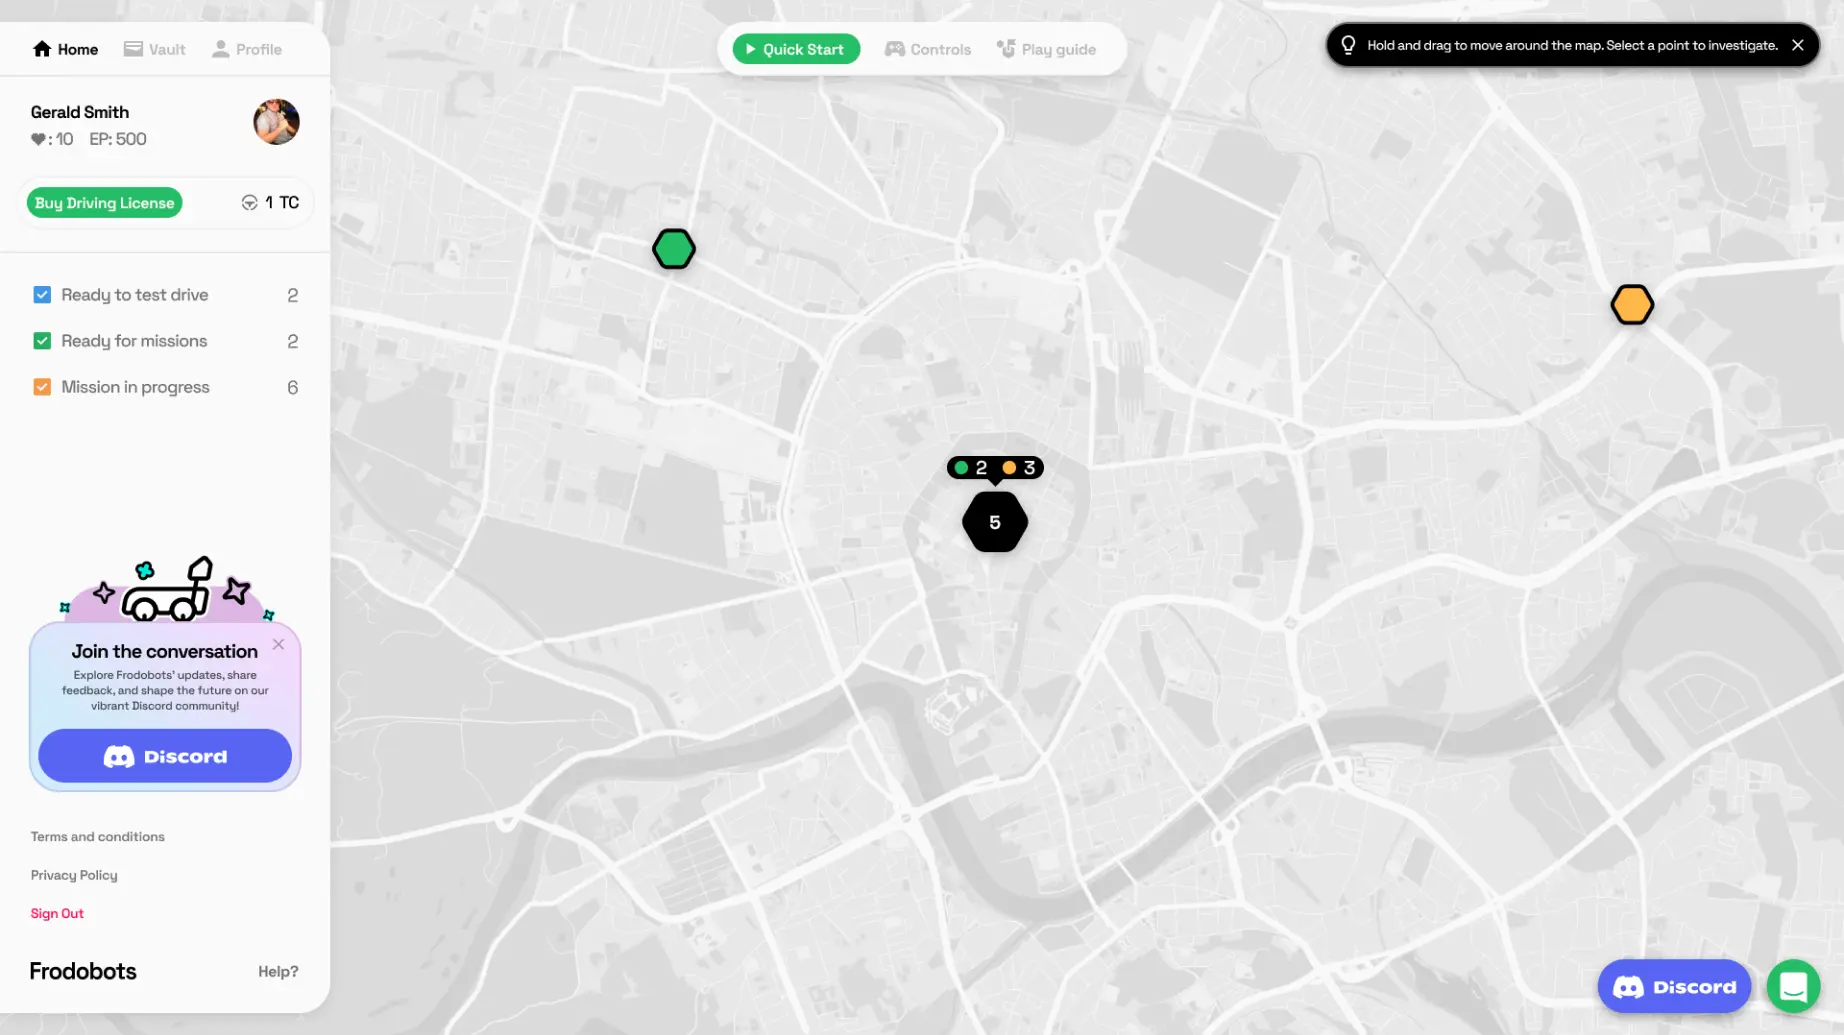 Home Vault Profile
Gerald Smith
: 10 EP: 500
Buy Driving License 1 TC
Ready to test drive 2
Ready for missions 2
Mission in progress 6
Join the conversation
Explore Frodobots' updates, share
feedback, and shape the future on our
vibrant Discord community!
Discord
Terms and conditions
Privacy Policy
Sign Out
Frodobots Help?
Quick Start Controls Play guide
Hold and drag to move around the map. Select a point to investigate.
2 3
5
Discord